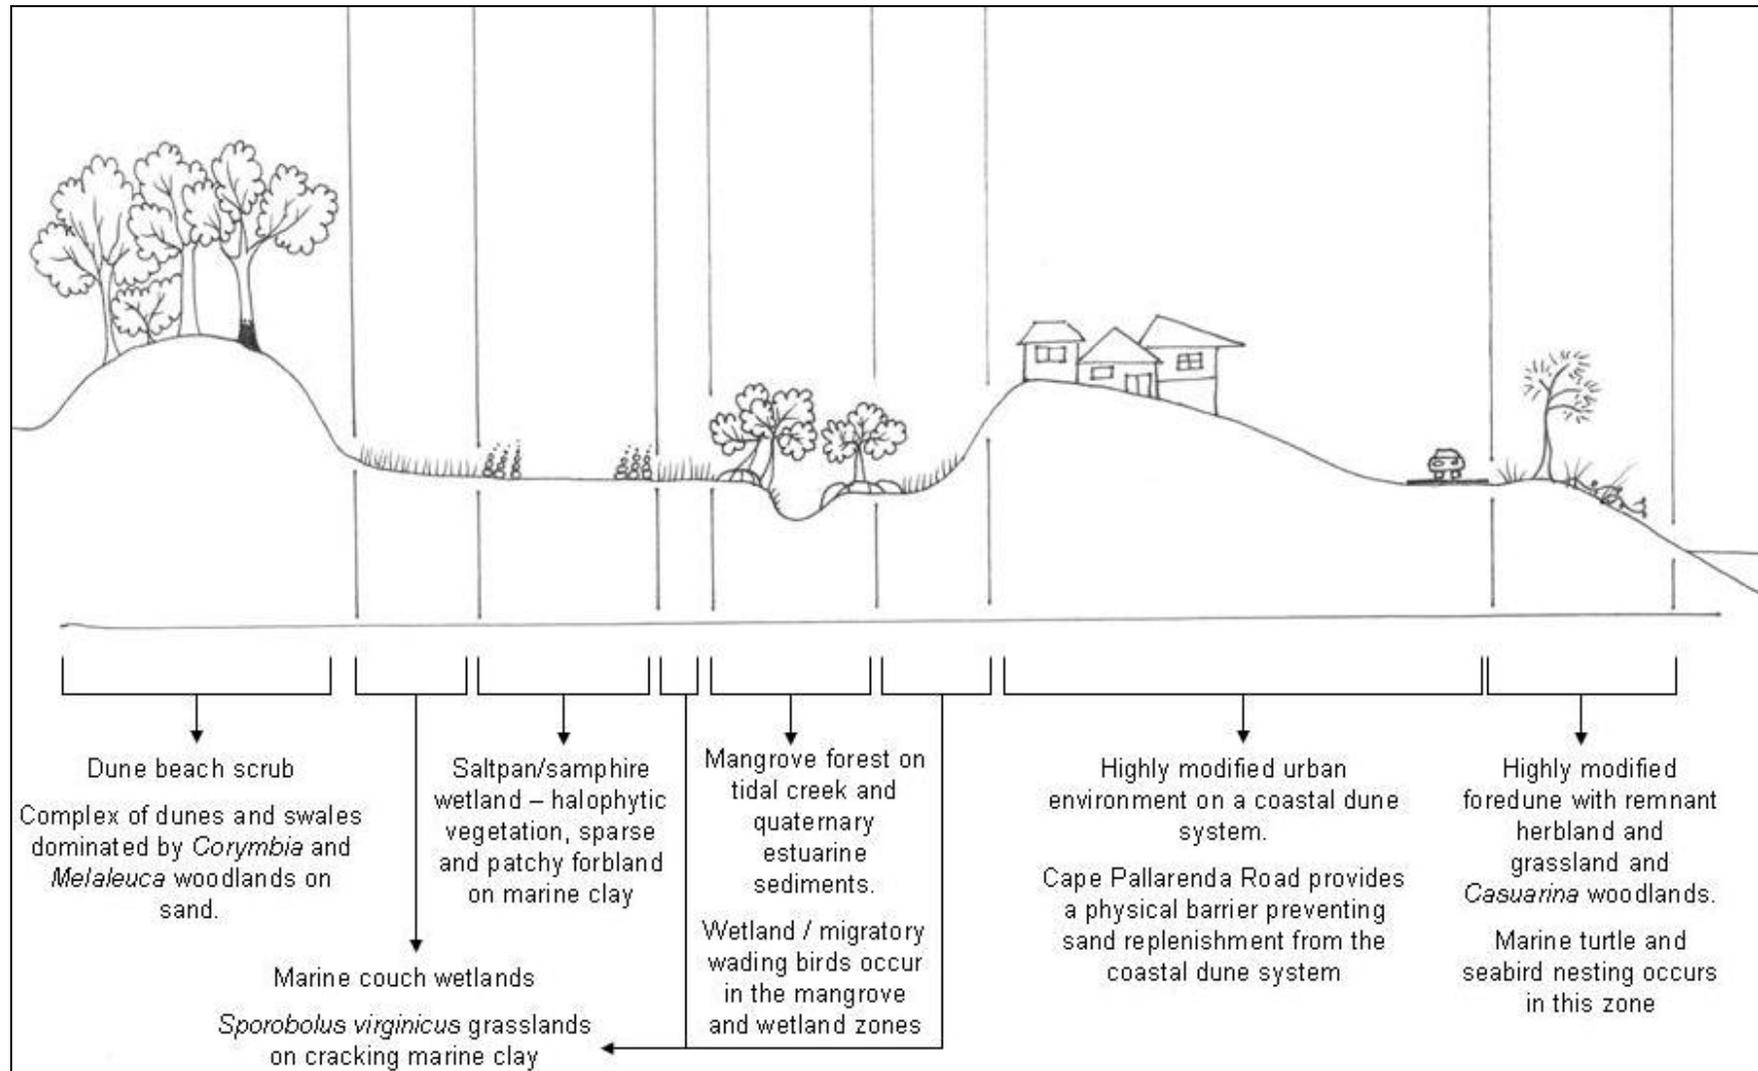 Dune beach scrub
Complex of dunes and swales
dominated by Corymbia and
Melaleuca woodlands on
sand.
Marine couch wetlands
Sporobolus virginicus grasslands
on cracking marine clay
Saltpan/samphire
wetland – halophytic
vegetation, sparse
and patchy forbland
on marine clay
Mangrove forest on
tidal creek and
quaternary
estuarine
sediments.
Wetland / migratory
wading birds occur
in the mangrove
and wetland zones
Highly modified urban
environment on a coastal dune
system.
Cape Pallarenda Road provides
a physical barrier preventing
sand replenishment from the
coastal dune system
Highly modified
foredune with remnant
herbland and
grassland and
Casuarina woodlands.
Marine turtle and
seabird nesting occurs
in this zone